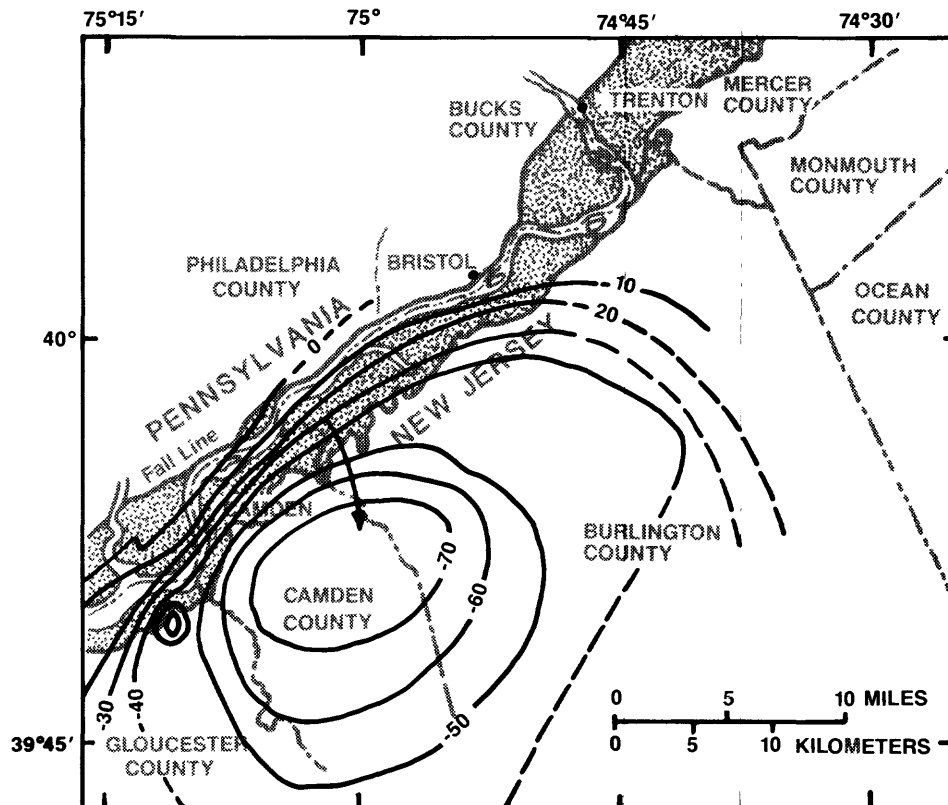 75°15' 75° 74°45' 74°30'
BUCKS
COUNTY
TRENTON
MERCER
COUNTY
MONMOUTH
COUNTY
PHILADELPHIA
COUNTY
BRISTOL
OCEAN
COUNTY
10
20
0
40°
PENNSYLVANIA
NEW JERSEY
Fall Line
CAMDEN
BURLINGTON
COUNTY
-70
-60
CAMDEN
COUNTY
-50
-30
-40
GLOUCESTER
COUNTY
39°45'
0 5 10 MILES
0 5 10 KILOMETERS